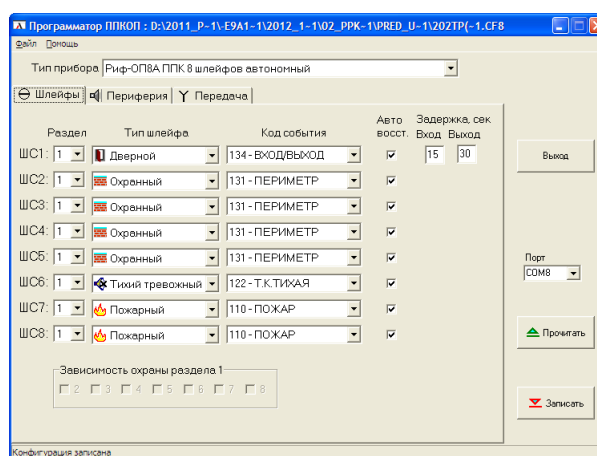 Программатор ППКОП : D:\2011_P~1\-E9A1~1\2012_1~1\02_PPK~1\PRED_U~1\202TP(~1.CF8
Файл Помощь
Тип прибора Риф-ОП8А ППК 8 шлейфов автономный
Шлейфы Периферия Передача
Авто Задержка, сек
Раздел Тип шлейфа Код события восст. Вход Выход
ШС1: 1 Дверной 134 - ВХОД/ВЫХОД 15 30
Выход
ШС2: 1 Охранный 131 - ПЕРИМЕТР
ШС3: 1 Охранный 131 - ПЕРИМЕТР
ШС4: 1 Охранный 131 - ПЕРИМЕТР
ШС5: 1 Охранный 131 - ПЕРИМЕТР
Порт
COM8
ШС6: 1 Тихий тревожный 122 - Т.К.ТИХАЯ
ШС7: 1 Пожарный 110 - ПОЖАР
ШС8: 1 Пожарный 110 - ПОЖАР
Прочитать
Зависимость охраны раздела 1
2 3 4 5 6 7 8
Записать
Конфигурация записана